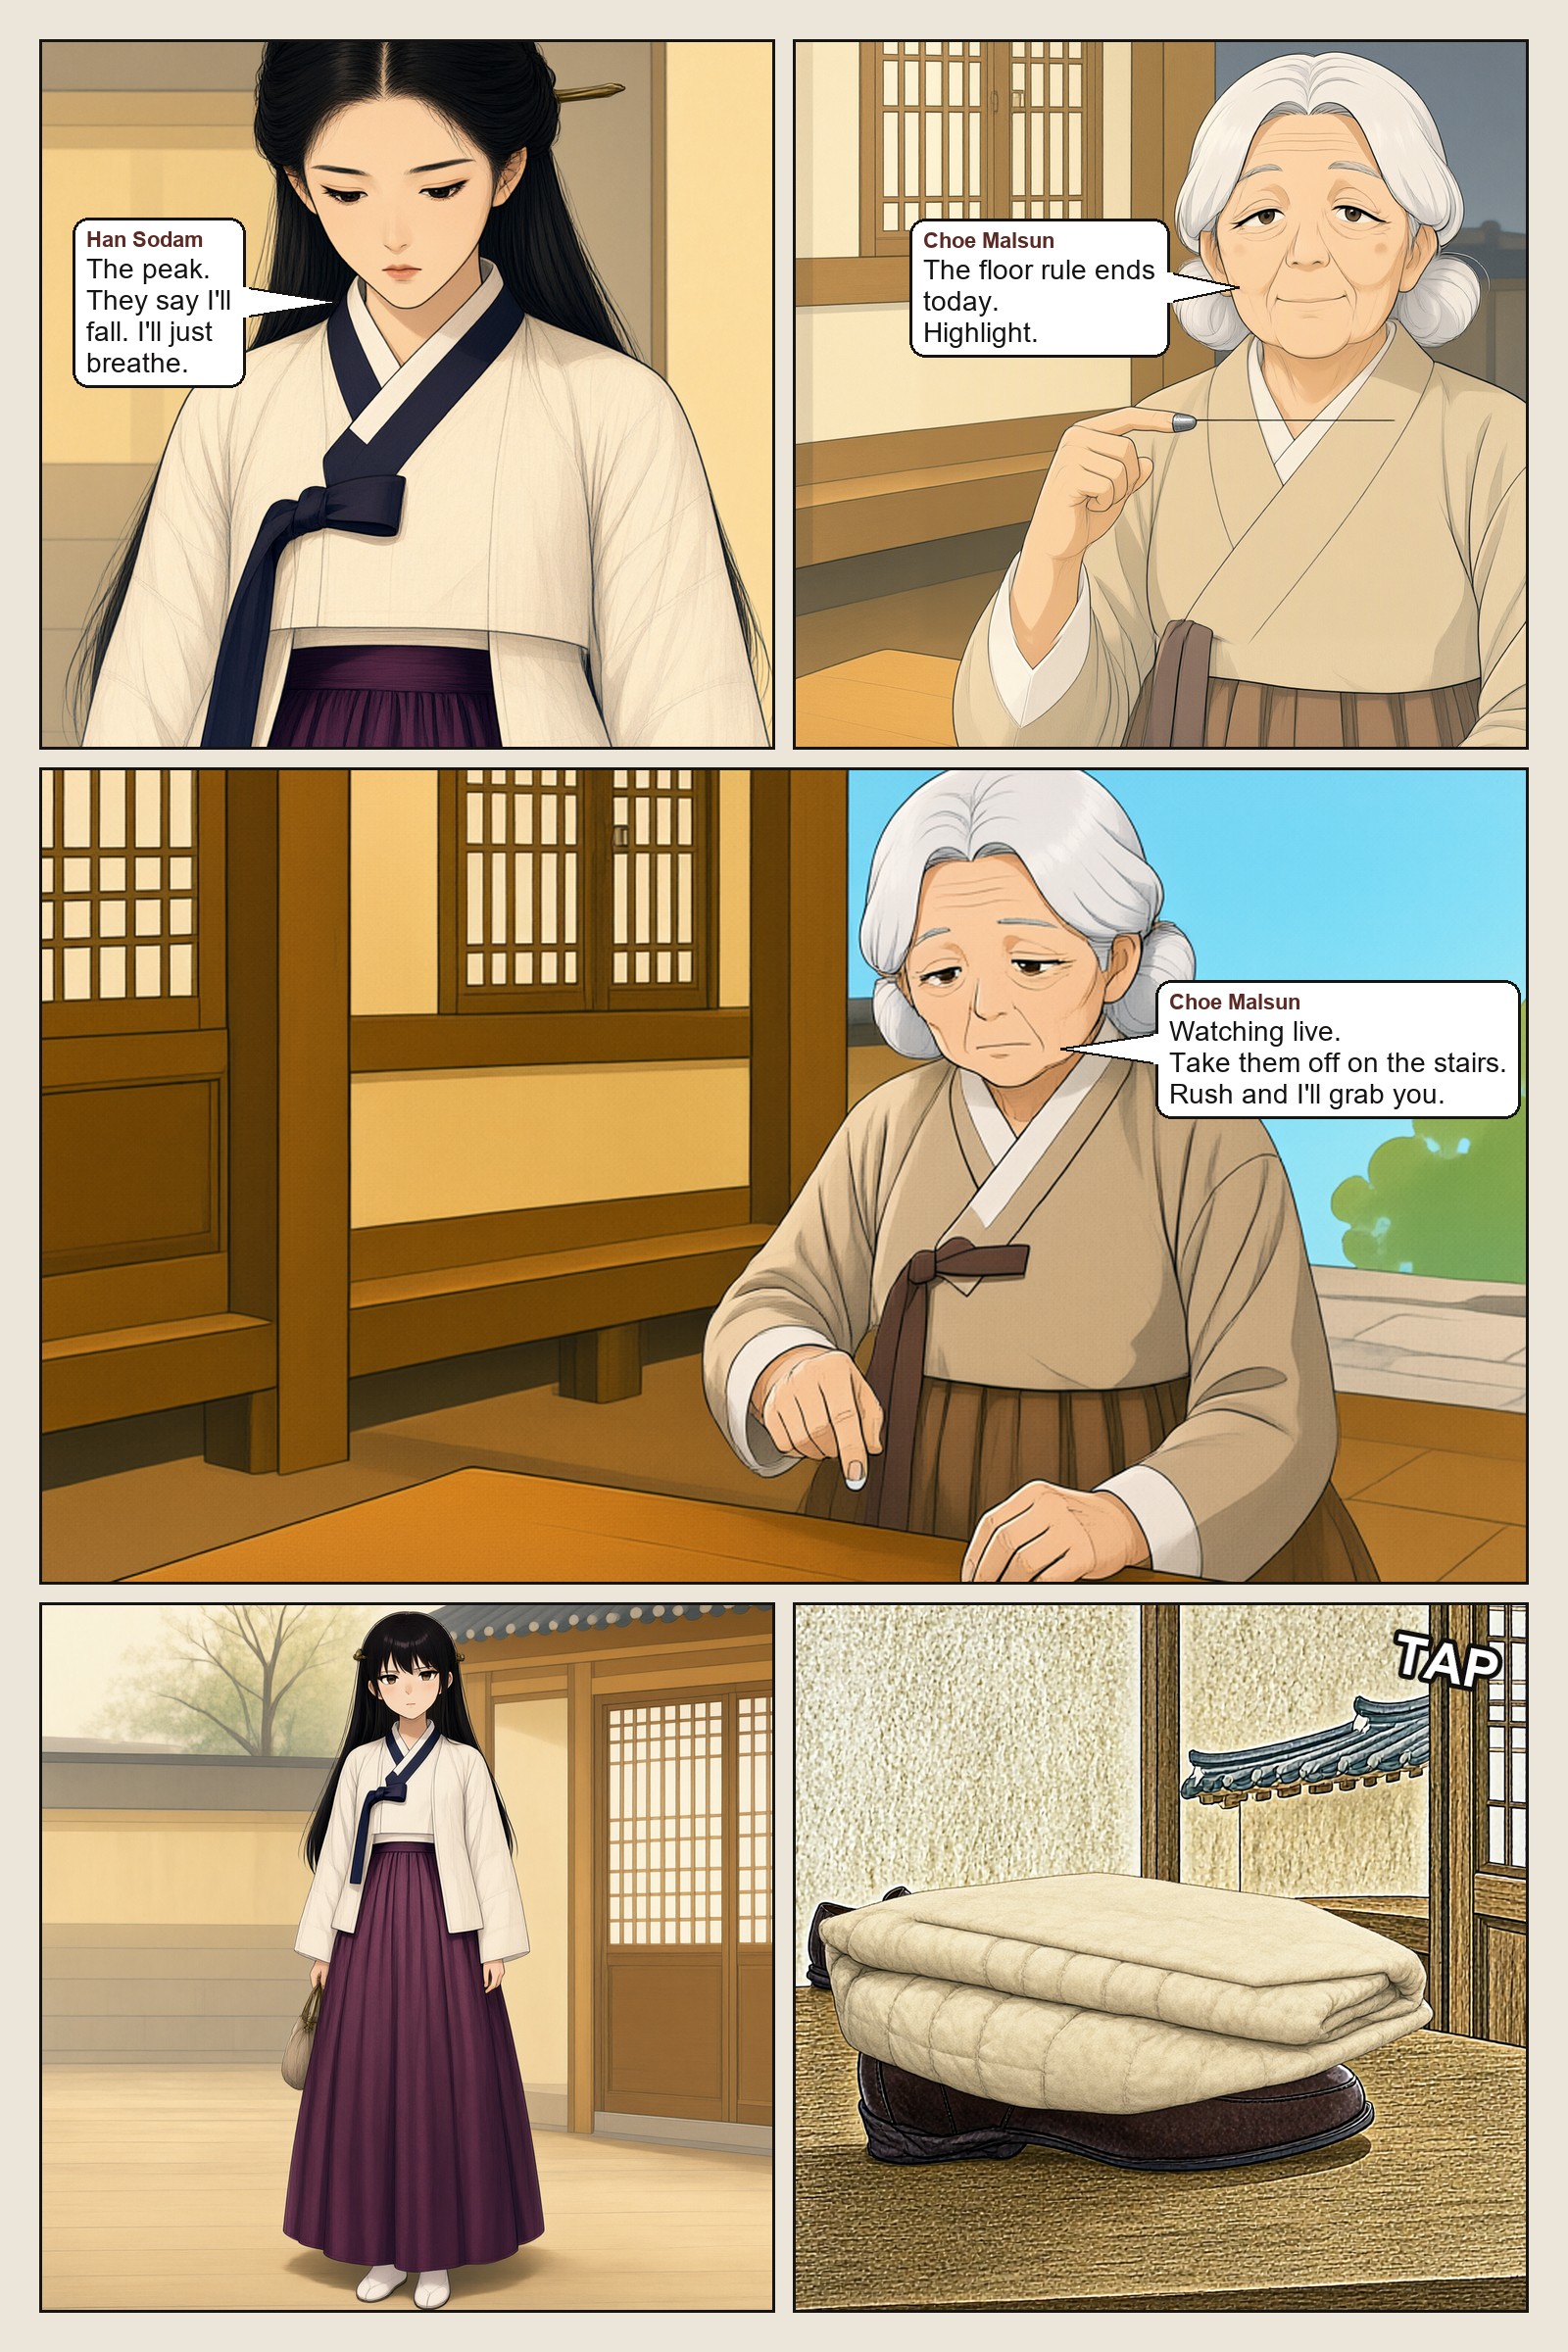 Han Sodam
The peak.
They say I'll
fall. I'll just
breathe.
Choe Malsun
The floor rule ends
today.
Highlight.
Choe Malsun
Watching live.
Take them off on the stairs.
Rush and I'll grab you.
TAP